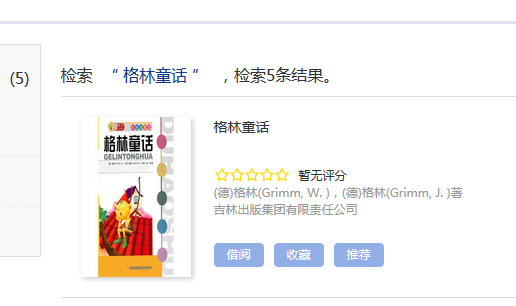 (5)
检索 “ 格林童话 ” ，检索5条结果。
格林童话
格林童话
GELINTONGHUA
DUHAOSHU
暂无评分
(德)格林(Grimm, W. )，(德)格林(Grimm, J. )著
吉林出版集团有限责任公司
借阅 收藏 推荐